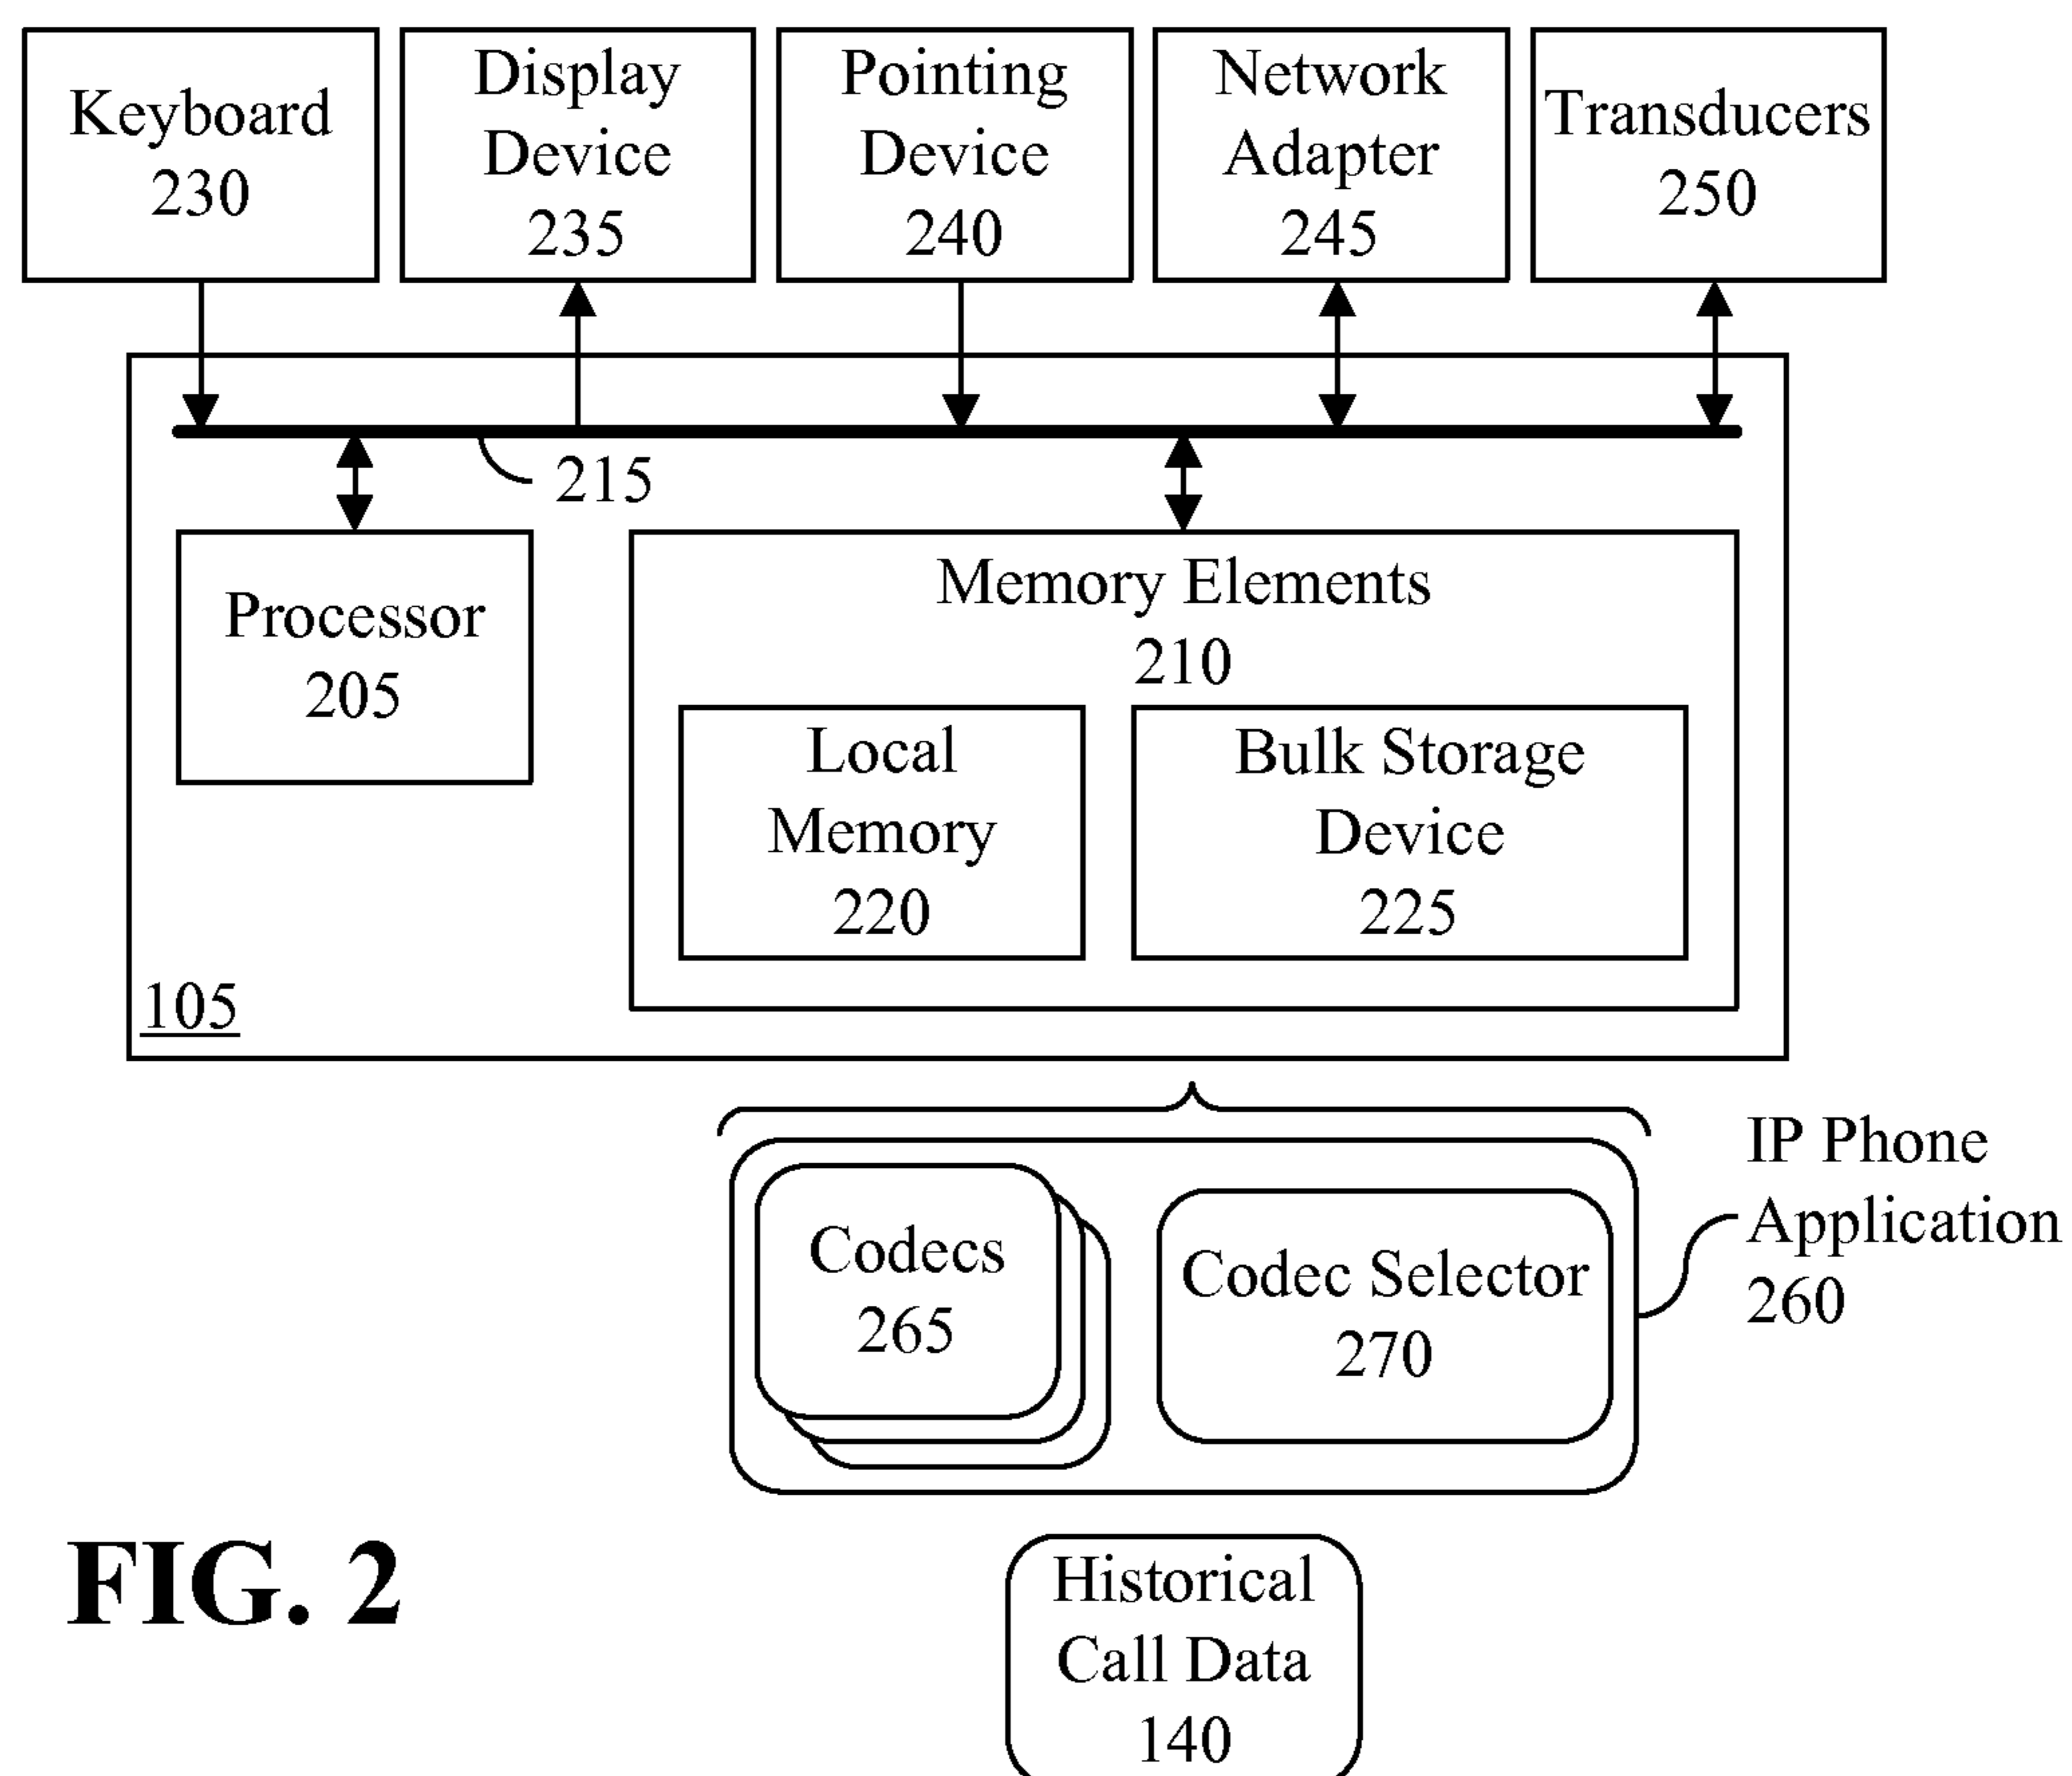 Keyboard
230
Display
Device
235
Pointing
Device
240
Network
Adapter
245
Transducers
250
215
Processor
205
Memory Elements
210
Local
Memory
220
Bulk Storage
Device
225
105
Codecs
265
Codec Selector
270
IP Phone
Application
260
FIG. 2
Historical
Call Data
140